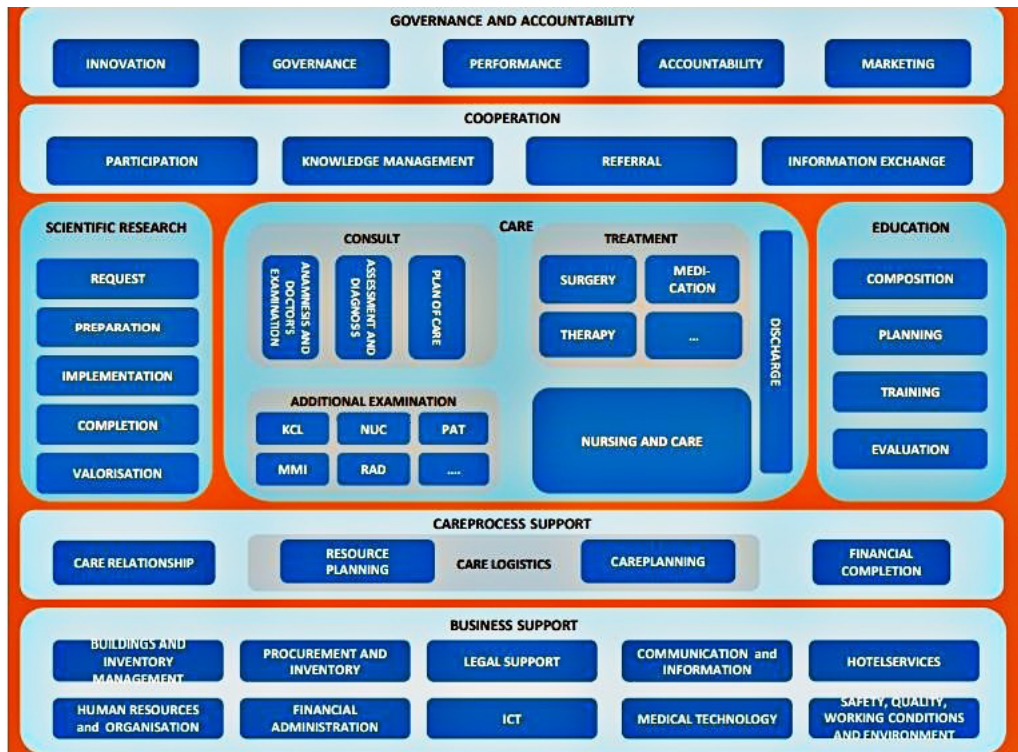 GOVERNANCE AND ACCOUNTABILITY
INNOVATION
GOVERNANCE
PERFORMANCE
ACCOUNTABILITY
MARKETING
COOPERATION
PARTICIPATION
KNOWLEDGE MANAGEMENT
REFERRAL
INFORMATION EXCHANGE
SCIENTIFIC RESEARCH
REQUEST
PREPARATION
IMPLEMENTATION
COMPLETION
VALORISATION
CARE
CONSULT
ANAMNESIS AND
DOCTOR'S
EXAMINATION
ASSESSMENT AND
DIAGNOSIS
PLAN OF CARE
TREATMENT
SURGERY
MEDI-
CATION
THERAPY
...
ADDITIONAL EXAMINATION
KCL
NUC
PAT
MMI
RAD
....
NURSING AND CARE
DISCHARGE
EDUCATION
COMPOSITION
PLANNING
TRAINING
EVALUATION
CAREPROCESS SUPPORT
CARE RELATIONSHIP
RESOURCE
PLANNING
CARE LOGISTICS
CAREPLANNING
FINANCIAL
COMPLETION
BUSINESS SUPPORT
BUILDINGS AND
INVENTORY
MANAGEMENT
PROCUREMENT AND
INVENTORY
LEGAL SUPPORT
COMMUNICATION and
INFORMATION
HOTELSERVICES
HUMAN RESOURCES
and ORGANISATION
FINANCIAL
ADMINISTRATION
ICT
MEDICAL TECHNOLOGY
SAFETY, QUALITY,
WORKING CONDITIONS
AND ENVIRONMENT